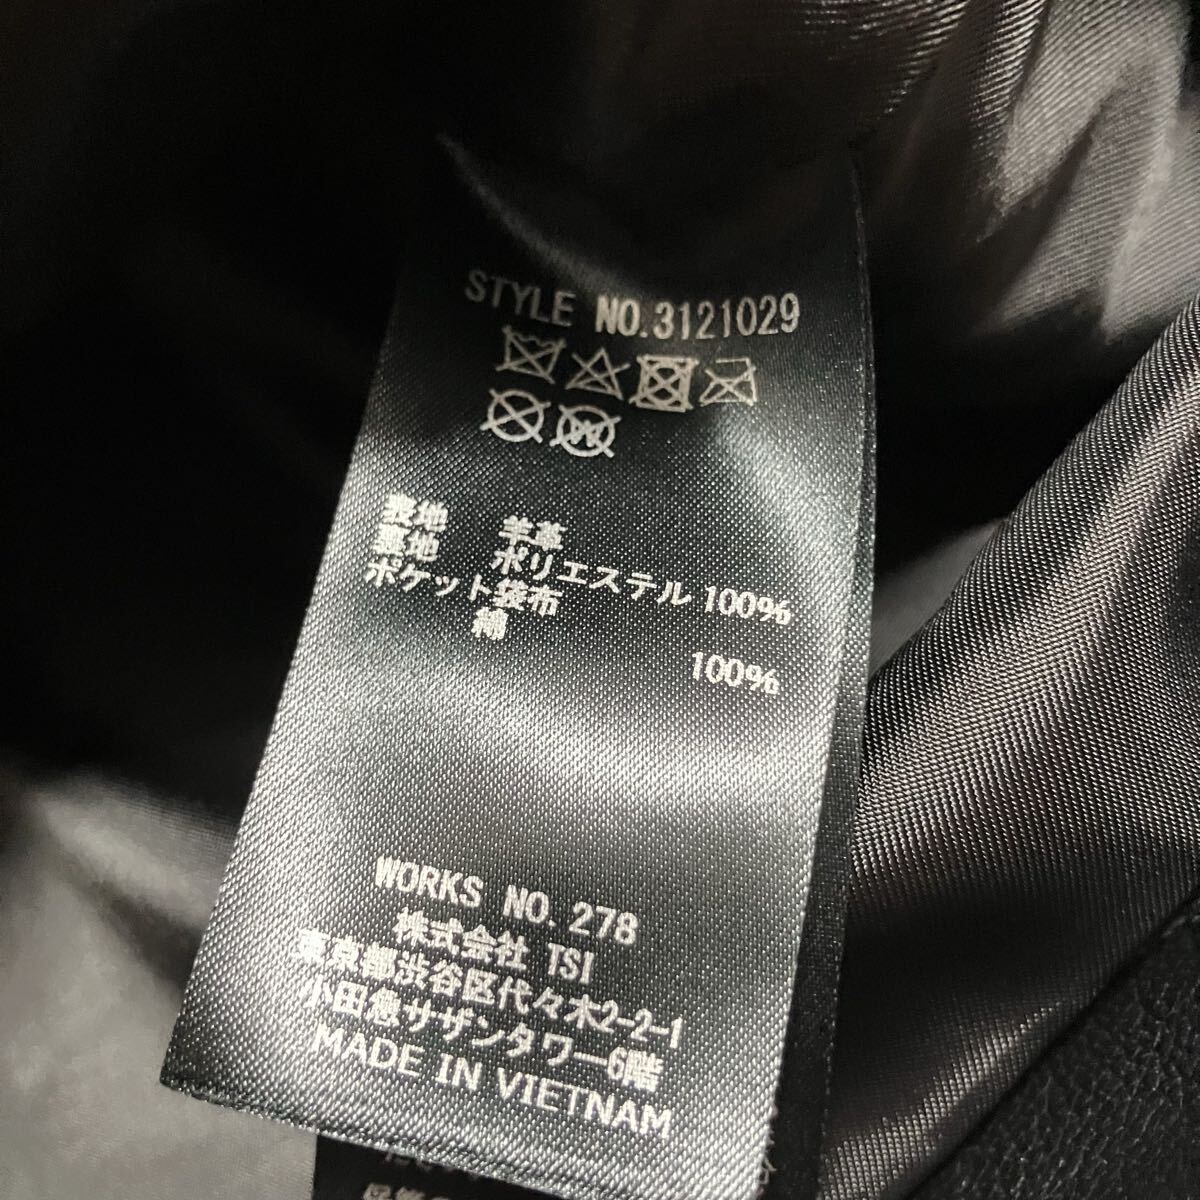 STYLE NO.3121029
表地 羊革
裏地 ポリエステル 100%
ポケット袋布
綿 100%
WORKS NO. 278
株式会社 TSI
東京都渋谷区代々木2-2-1
小田急サザンタワー6階
MADE IN VIETNAM